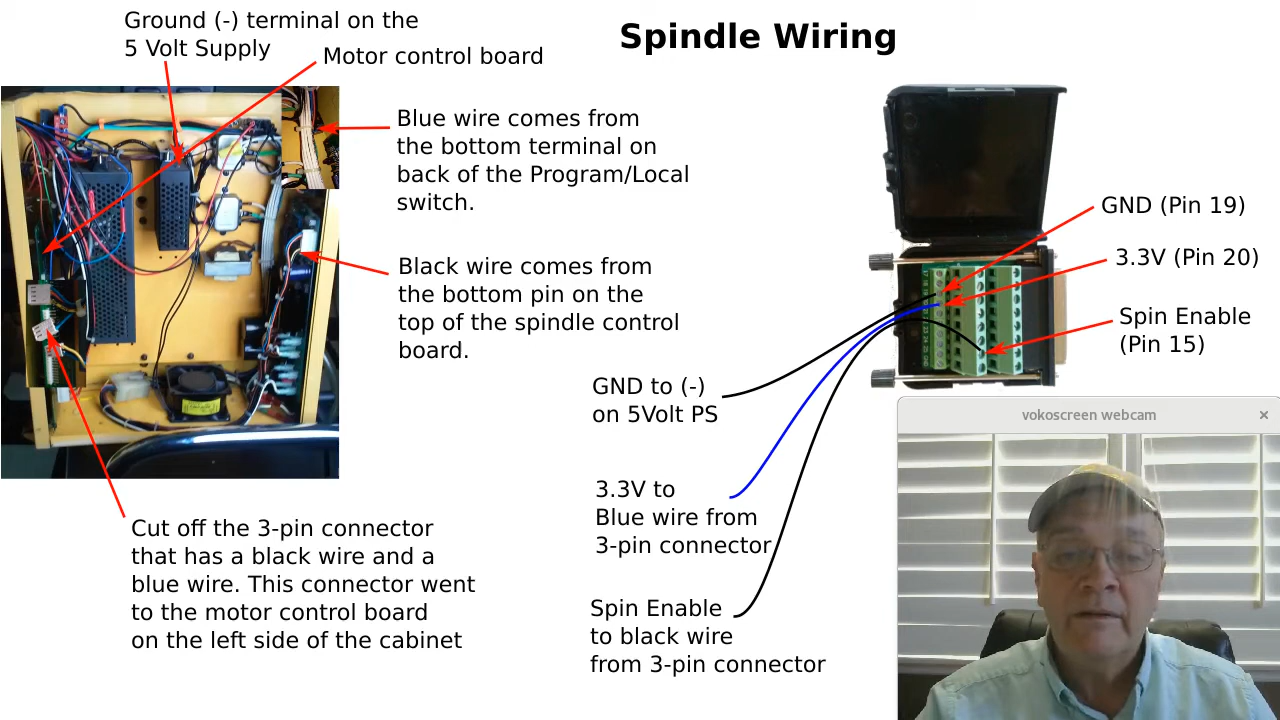 Ground (-) terminal on the
5 Volt Supply
Motor control board
Spindle Wiring
Blue wire comes from
the bottom terminal on
back of the Program/Local
switch.
Black wire comes from
the bottom pin on the
top of the spindle control
board.
GND (Pin 19)
3.3V (Pin 20)
Spin Enable
(Pin 15)
GND to (-)
on 5Volt PS
3.3V to
Blue wire from
3-pin connector
Spin Enable
to black wire
from 3-pin connector
Cut off the 3-pin connector
that has a black wire and a
blue wire. This connector went
to the motor control board
on the left side of the cabinet
vokoscreen webcam
×